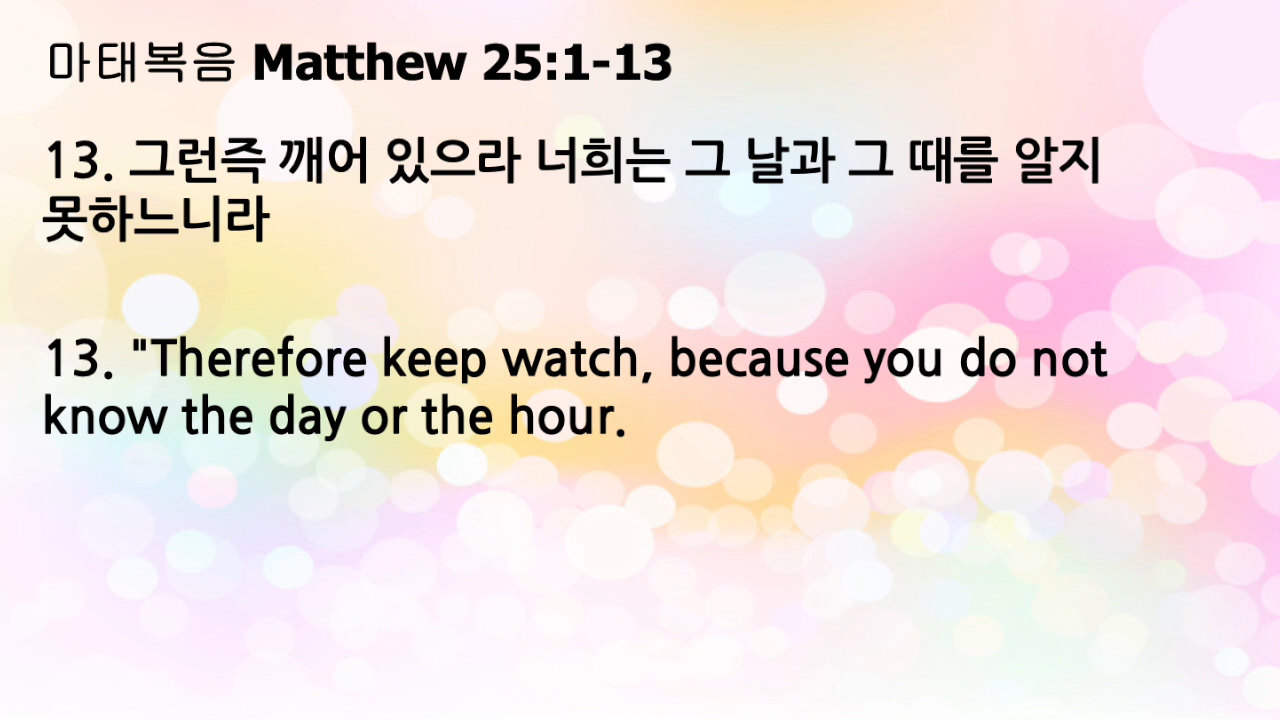 마태복음 Matthew 25:1-13
13. 그런즉 깨어 있으라 너희는 그 날과 그 때를 알지
못하느니라
13. "Therefore keep watch, because you do not
know the day or the hour.